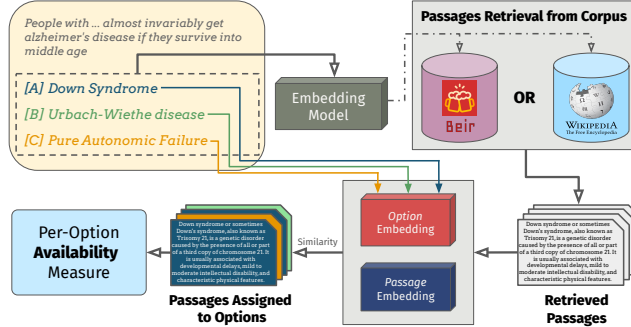 People with ... almost invariably get
alzheimer's disease if they survive into
middle age
[A] Down Syndrome
[B] Urbach-Wiethe disease
[C] Pure Autonomic Failure
Embedding
Model
Passages Retrieval from Corpus
Beir
OR
WIKIPEDIA
The Free Encyclopedia
Per-Option
Availability
Measure
Down syndrome or sometimes
Down's syndrome, also known as
Trisomy 21, is a genetic disorder
caused by the presence of all or part
of a third copy of chromosome 21. It
is usually associated with
developmental delays, mild to
moderate intellectual disability, and
characteristic physical features.
Passages Assigned
to Options
Similarity
Option
Embedding
Passage
Embedding
Down syndrome or sometimes
Down's syndrome, also known as
Trisomy 21, is a genetic disorder
caused by the presence of all or part
of a third copy of chromosome 21. It
is usually associated with
developmental delays, mild to
moderate intellectual disability, and
characteristic physical features.
Retrieved
Passages